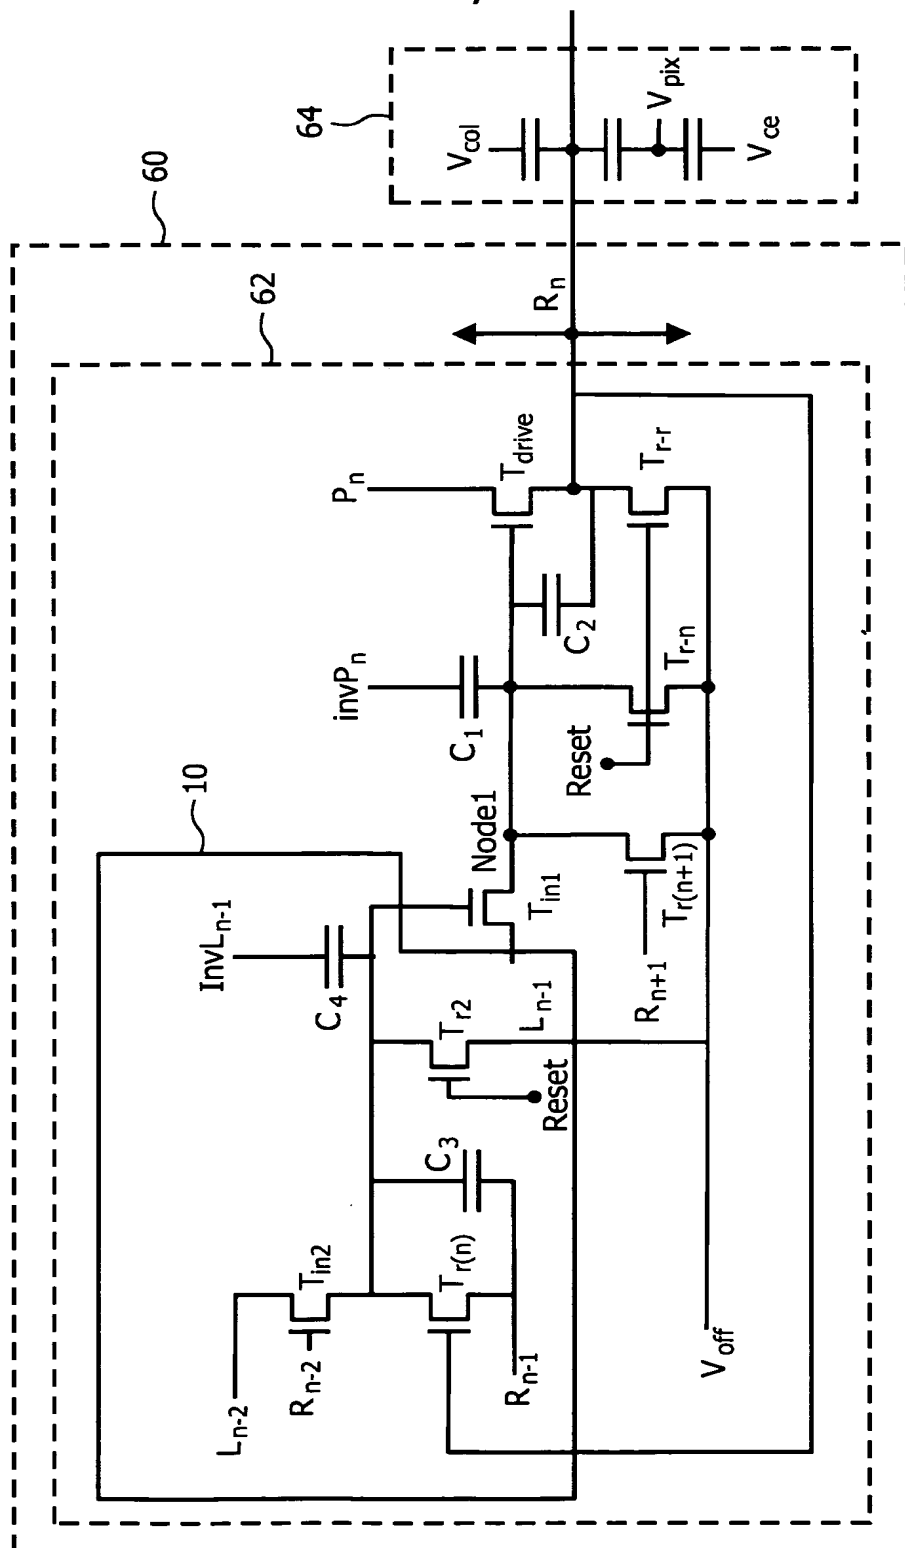 60
62
64
10
V_col
V_pix
V_ce
R_n
P_n
T_drive
T_r-r
invP_n
C_1
C_2
T_r-n
Reset
Node1
T_in1
T_r(n+1)
R_n+1
InvL_n-1
C_4
T_r2
L_n-1
Reset
C_3
T_in2
T_r(n)
L_n-2
R_n-2
R_n-1
V_off